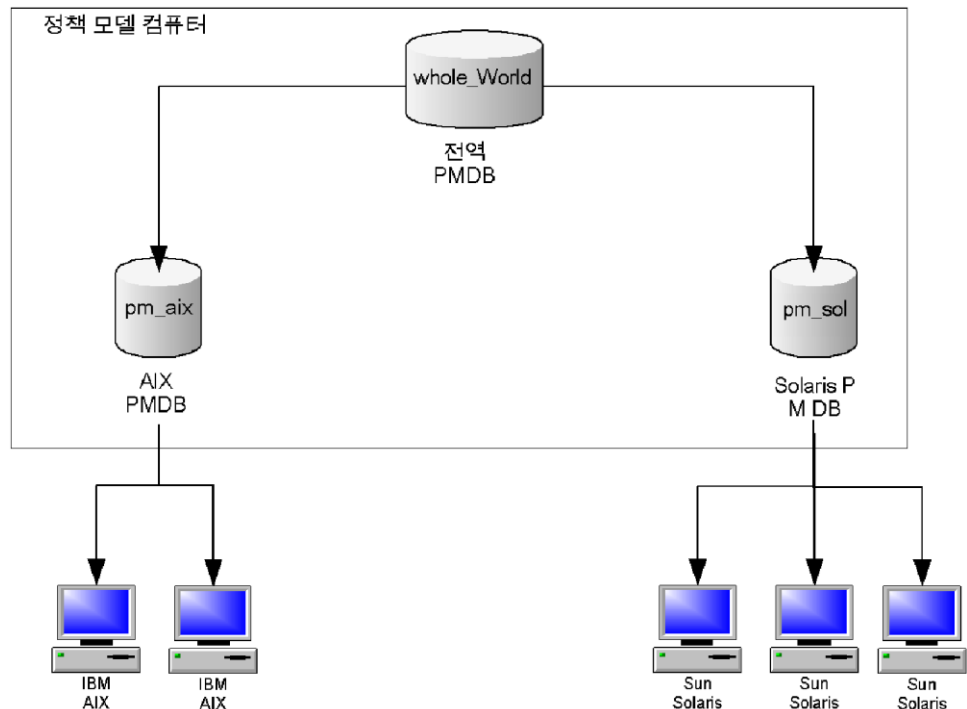 정책 모델 컴퓨터
whole_World
전역
PMDB
pm_aix
pm_sol
AIX
PMDB
Solaris P
M DB
IBM
AIX
IBM
AIX
Sun
Solaris
Sun
Solaris
Sun
Solaris